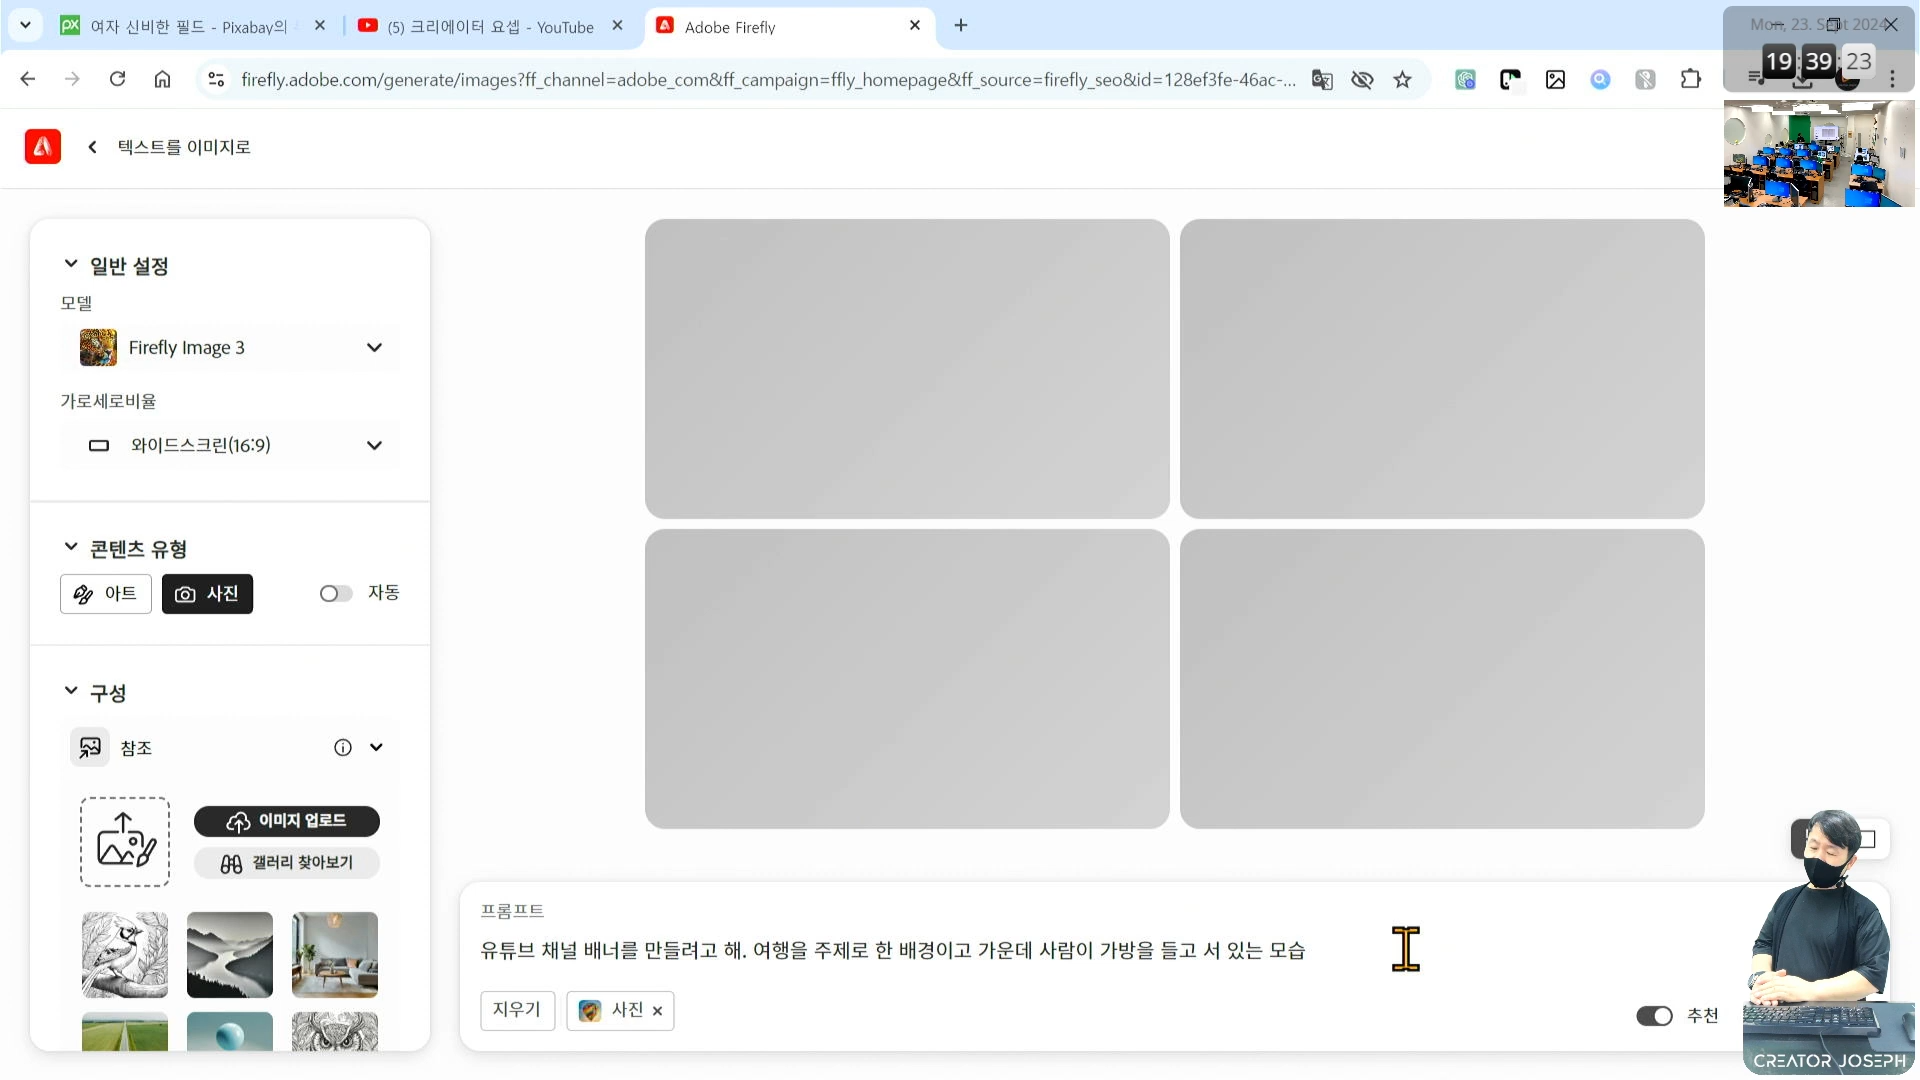 여자 신비한 필드 - Pixabay의
(5) 크리에이터 요셉 - YouTube
Adobe Firefly
Mon, 23. Sept 2024
19 39 23
firefly.adobe.com/generate/images?ff_channel=adobe_com&ff_campaign=ffly_homepage&ff_source=firefly_seo&id=128ef3fe-46ac-...
텍스트를 이미지로
일반 설정
모델
Firefly Image 3
가로세로비율
와이드스크린(16:9)
콘텐츠 유형
아트
사진
자동
구성
참조
이미지 업로드
갤러리 찾아보기
프롬프트
유튜브 채널 배너를 만들려고 해. 여행을 주제로 한 배경이고 가운데 사람이 가방을 들고 서 있는 모습
지우기
사진
추천
CREATOR JOSEPH